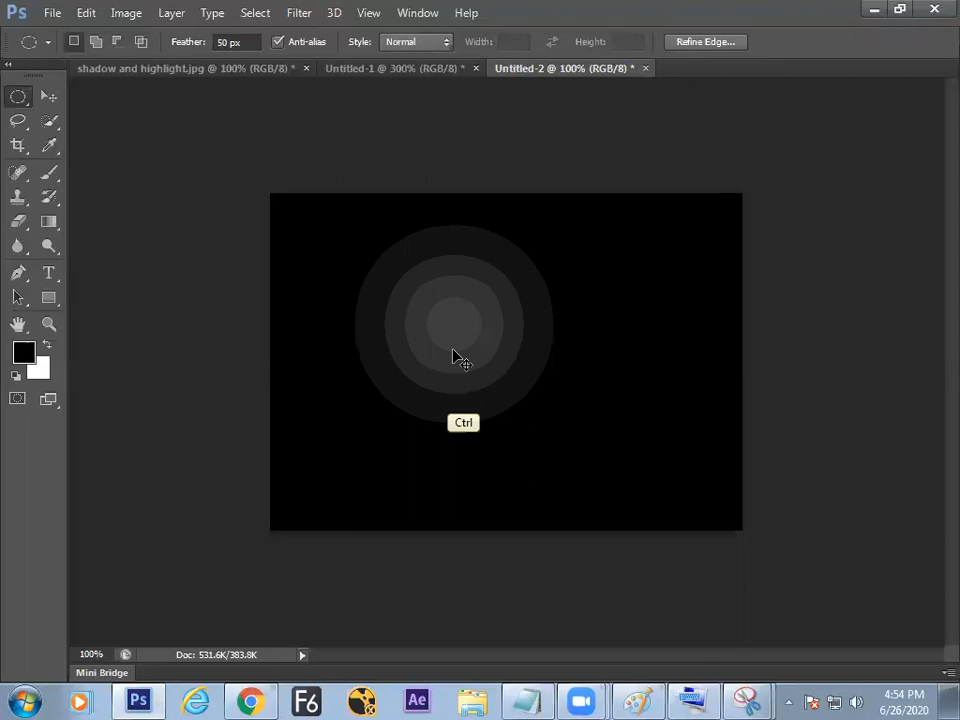 Ps File Edit Image Layer Type Select Filter 3D View Window Help
Feather: 50 px Anti-alias Style: Normal Width: Height: Refine Edge...
shadow and highlight.jpg @ 100% (RGB/8) * × Untitled-1 @ 300% (RGB/8) * × Untitled-2 @ 100% (RGB/8) * ×
T
Ctrl
100% Doc: 531.6K/383.8K
Mini Bridge
Ps F6 Ae
4:54 PM
6/26/2020